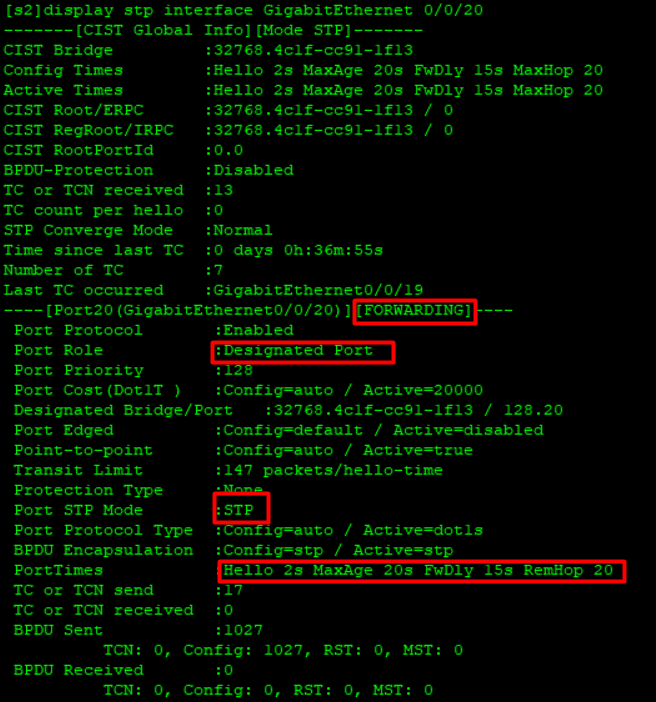 [s2]display stp interface GigabitEthernet 0/0/20
-------[CIST Global Info][Mode STP]-------
CIST Bridge         :32768.4c1f-cc91-1f13
Config Times        :Hello 2s MaxAge 20s FwDly 15s MaxHop 20
Active Times        :Hello 2s MaxAge 20s FwDly 15s MaxHop 20
CIST Root/ERPC      :32768.4c1f-cc91-1f13 / 0
CIST RegRoot/IRPC   :32768.4c1f-cc91-1f13 / 0
CIST RootPortId     :0.0
BPDU-Protection     :Disabled
TC or TCN received  :13
TC count per hello  :0
STP Converge Mode   :Normal
Time since last TC  :0 days 0h:36m:55s
Number of TC        :7
Last TC occurred    :GigabitEthernet0/0/19
----[Port20(GigabitEthernet0/0/20)][FORWARDING]----
 Port Protocol       :Enabled
 Port Role           :Designated Port
 Port Priority       :128
 Port Cost(Dot1T )   :Config=auto / Active=20000
 Designated Bridge/Port   :32768.4c1f-cc91-1f13 / 128.20
 Port Edged          :Config=default / Active=disabled
 Point-to-point      :Config=auto / Active=true
 Transit Limit       :147 packets/hello-time
 Protection Type     :None
 Port STP Mode       :STP
 Port Protocol Type  :Config=auto / Active=dot1s
 BPDU Encapsulation  :Config=stp / Active=stp
 PortTimes           :Hello 2s MaxAge 20s FwDly 15s RemHop 20
 TC or TCN send      :17
 TC or TCN received  :0
 BPDU Sent           :1027
          TCN: 0, Config: 1027, RST: 0, MST: 0
 BPDU Received       :0
          TCN: 0, Config: 0, RST: 0, MST: 0